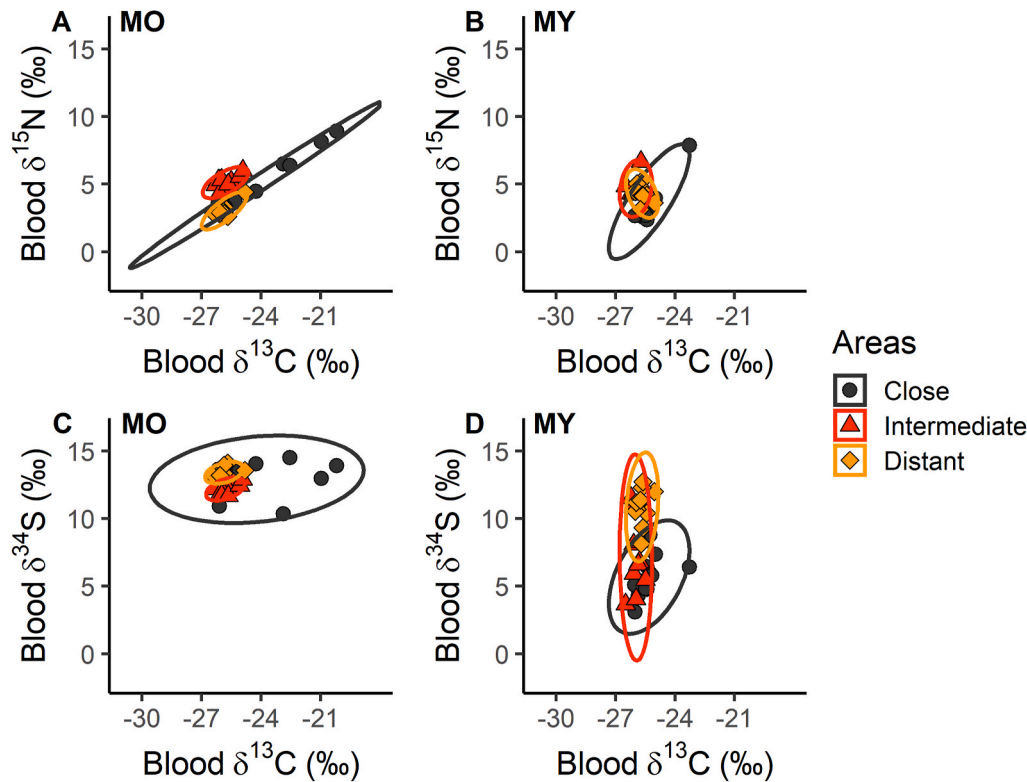 A MO
Blood δ¹⁵N (‰)
15
10
5
0
-30 -27 -24 -21
Blood δ¹³C (‰)
B MY
Blood δ¹⁵N (‰)
15
10
5
0
-30 -27 -24 -21
Blood δ¹³C (‰)
C MO
Blood δ³⁴S (‰)
15
10
5
0
-30 -27 -24 -21
Blood δ¹³C (‰)
D MY
Blood δ³⁴S (‰)
15
10
5
0
-30 -27 -24 -21
Blood δ¹³C (‰)
Areas
Close
Intermediate
Distant